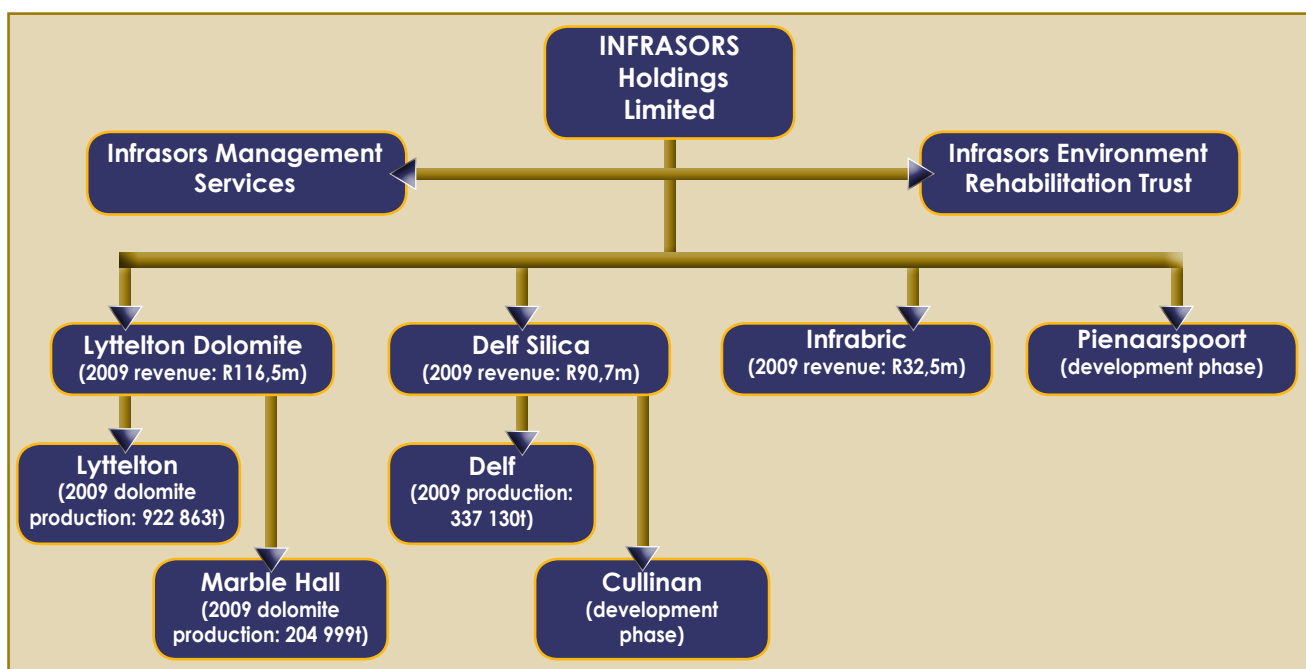 INFRASORS
Holdings
Limited
Infrasors Management
Services
Infrasors Environment
Rehabilitation Trust
Lyttelton Dolomite
(2009 revenue: R116,5m)
Delf Silica
(2009 revenue: R90,7m)
Infrabric
(2009 revenue: R32,5m)
Pienaarspoort
(development phase)
Lyttelton
(2009 dolomite
production: 922 863t)
Delf
(2009 production:
337 130t)
Marble Hall
(2009 dolomite
production: 204 999t)
Cullinan
(development
phase)